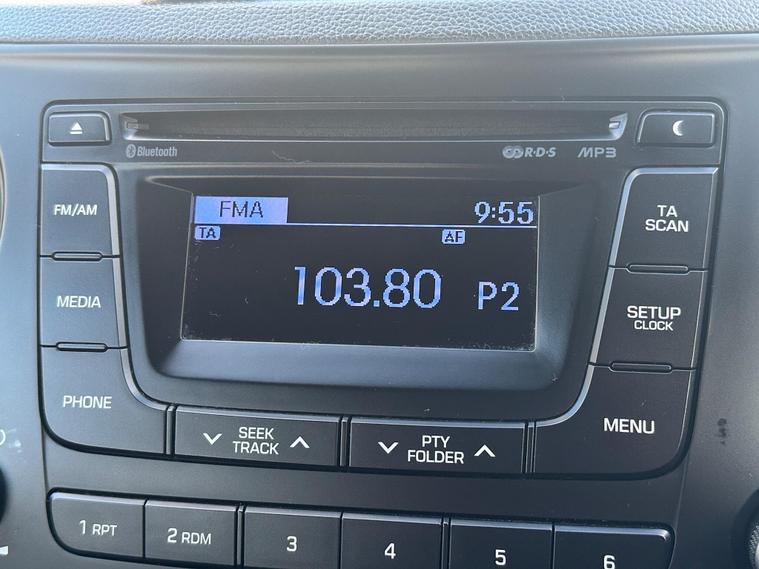 Bluetooth
R·D·S MP3
FM/AM
MEDIA
PHONE
FMA 9:55
TA AF
103.80 P2
TA
SCAN
SETUP
CLOCK
MENU
SEEK
TRACK
PTY
FOLDER
1 RPT
2 RDM
3
4
5
6